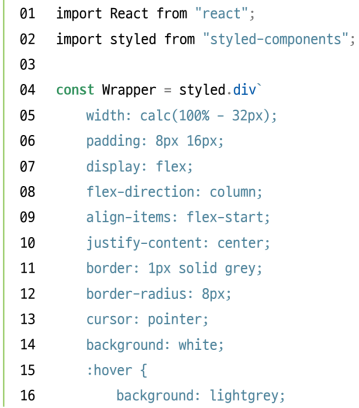 01 import React from "react";
02 import styled from "styled-components";
03
04 const Wrapper = styled.div`
05     width: calc(100% - 32px);
06     padding: 8px 16px;
07     display: flex;
08     flex-direction: column;
09     align-items: flex-start;
10     justify-content: center;
11     border: 1px solid grey;
12     border-radius: 8px;
13     cursor: pointer;
14     background: white;
15     :hover {
16         background: lightgrey;